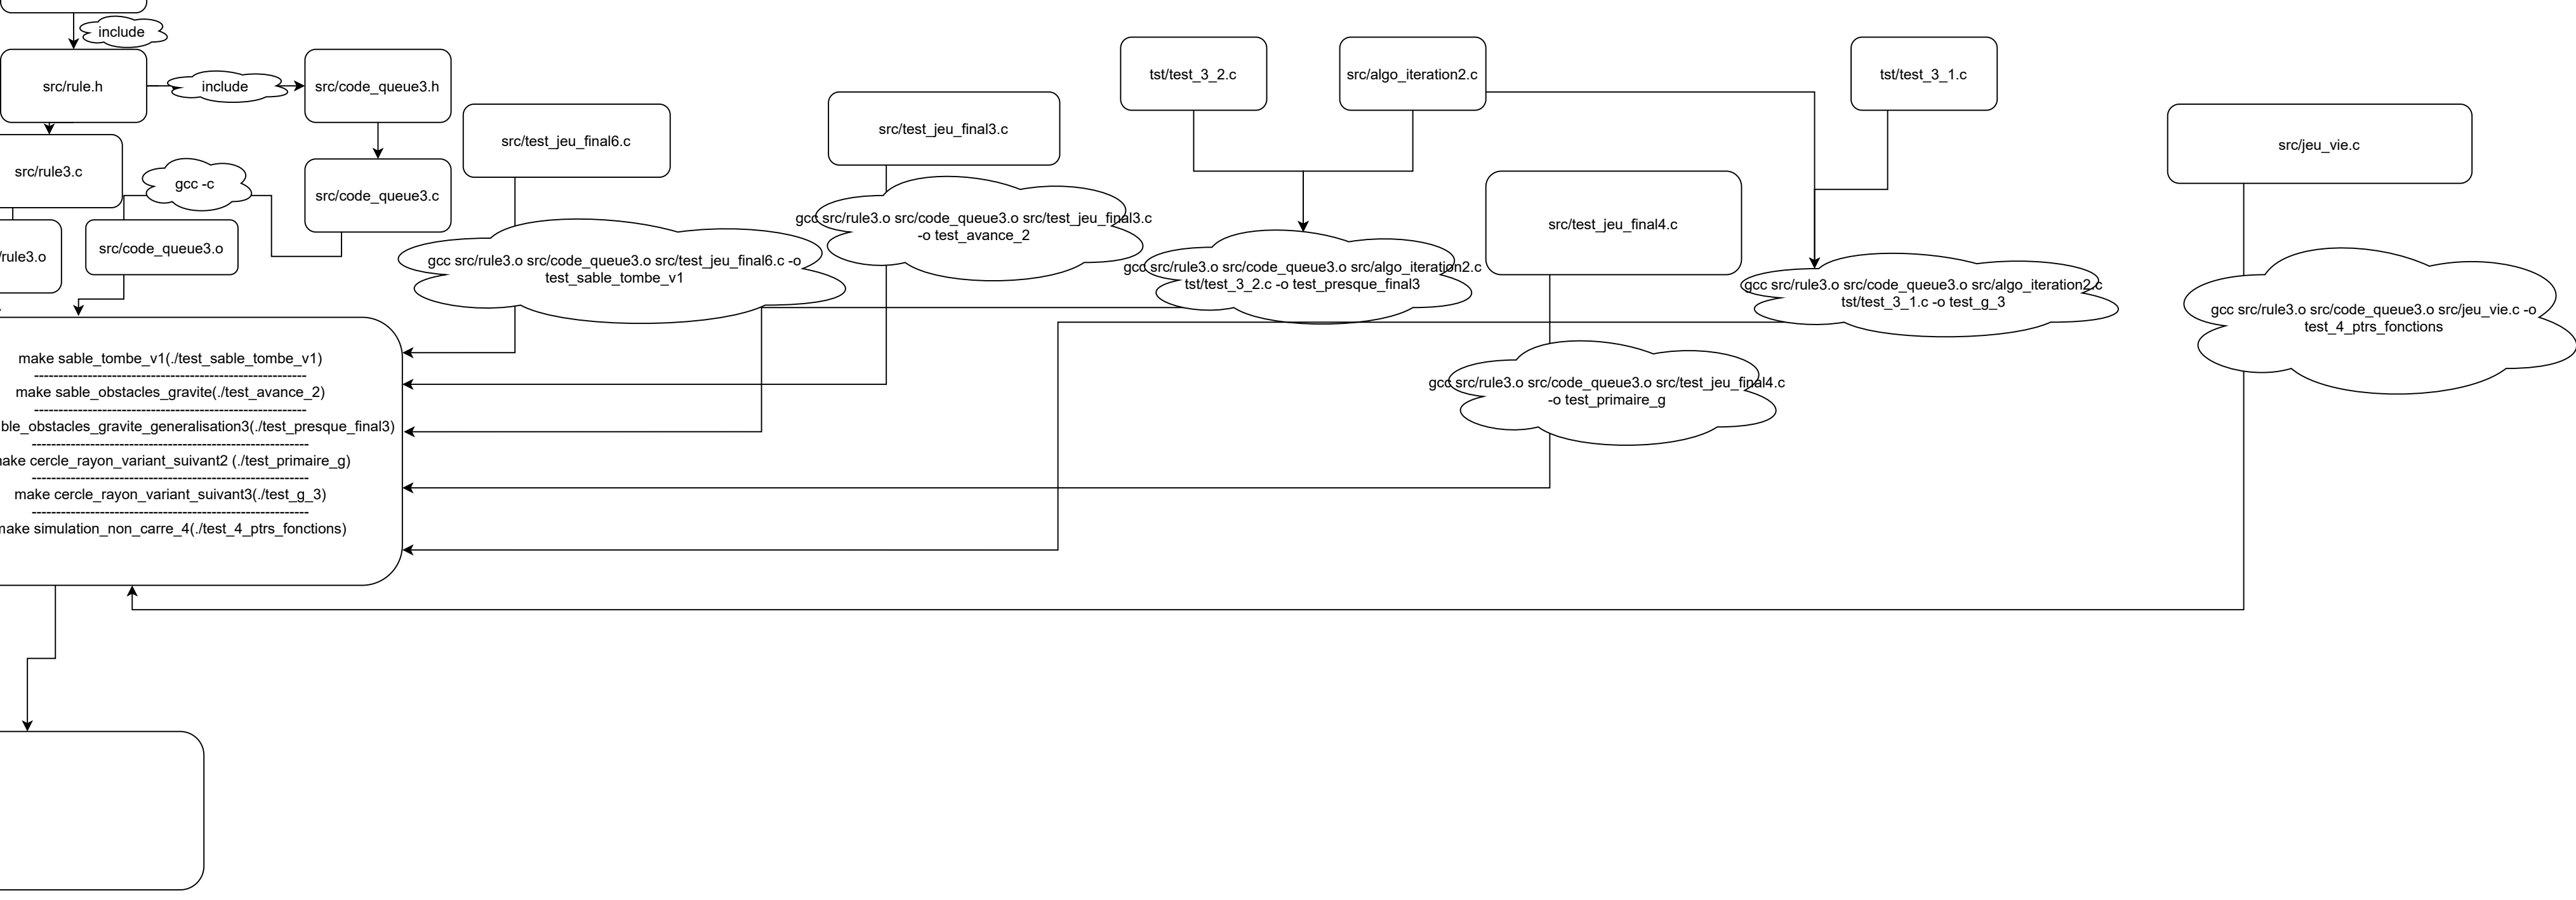 include
src/rule.h
include
src/code_queue3.h
src/rule3.c
gcc -c
src/code_queue3.c
/rule3.o
src/code_queue3.o
src/test_jeu_final6.c
gcc src/rule3.o src/code_queue3.o src/test_jeu_final6.c -o
test_sable_tombe_v1
src/test_jeu_final3.c
gcc src/rule3.o src/code_queue3.o src/test_jeu_final3.c
-o test_avance_2
tst/test_3_2.c
src/algo_iteration2.c
gcc src/rule3.o src/code_queue3.o src/algo_iteration2.c
tst/test_3_2.c -o test_presque_final3
src/test_jeu_final4.c
gcc src/rule3.o src/code_queue3.o src/test_jeu_final4.c
-o test_primaire_g
tst/test_3_1.c
gcc src/rule3.o src/code_queue3.o src/algo_iteration2.c
tst/test_3_1.c -o test_g_3
src/jeu_vie.c
gcc src/rule3.o src/code_queue3.o src/jeu_vie.c -o
test_4_ptrs_fonctions
make sable_tombe_v1(./test_sable_tombe_v1)
--------------------------------------------------------
make sable_obstacles_gravite(./test_avance_2)
--------------------------------------------------------
ble_obstacles_gravite_generalisation3(./test_presque_final3)
---------------------------------------------------------
ake cercle_rayon_variant_suivant2 (./test_primaire_g)
---------------------------------------------------------
make cercle_rayon_variant_suivant3(./test_g_3)
---------------------------------------------------------
make simulation_non_carre_4(./test_4_ptrs_fonctions)